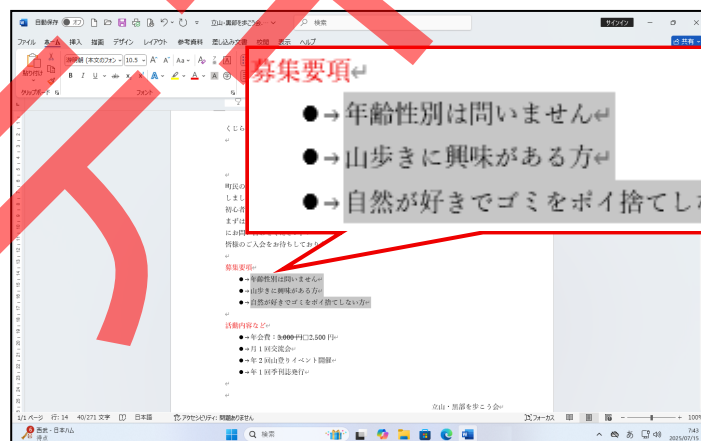 自動保存 オフ 立山-黒部を歩こう会 検索 サインイン
ファイル ホーム 挿入 描画 デザイン レイアウト 参考資料 差し込み文書 校閲 表示 ヘルプ 共有
(本文のフォン 10.5
貼り付け
クリップボード フォント
募集要項
年齢性別は問いません
山歩きに興味がある方
自然が好きでゴミをポイ捨てし
くじら
町民の
しまし
初心者
まずは
にお問
皆様のご入会をお待ちしており
募集要項
年齢性別は問いません
山歩きに興味がある方
自然が好きでゴミをポイ捨てしない方
活動内容など
年会費:3,000 円□2,500 円
月 1 回交流会
年 2 回山登りイベント開催
年 1 回季刊誌発行
立山・黒部を歩こう会
1/1 ページ 行: 14 40/271 文字 日本語 アクセシビリティ: 問題ありません フォーカス 100%
西武 - 日本ハム
得点
検索
7:43
2025/07/15